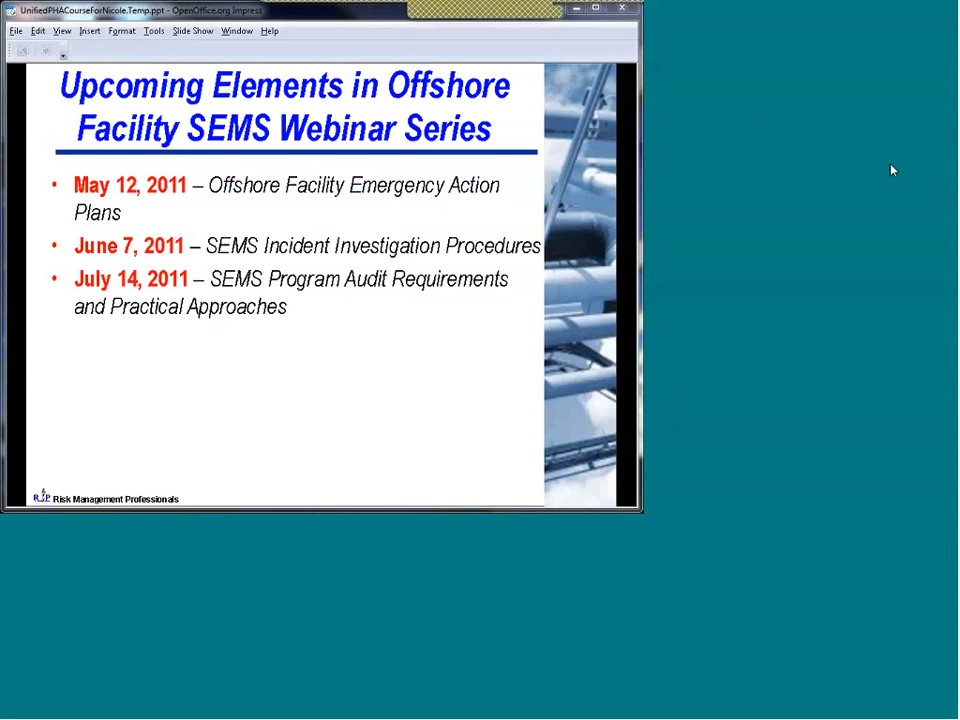 UnifiedPHACourseForNicole.Temp.ppt - OpenOffice.org Impress
File Edit View Insert Format Tools Slide Show Window Help
Upcoming Elements in Offshore
Facility SEMS Webinar Series
• May 12, 2011 – Offshore Facility Emergency Action
Plans
• June 7, 2011 – SEMS Incident Investigation Procedures
• July 14, 2011 – SEMS Program Audit Requirements
and Practical Approaches
RMP Risk Management Professionals